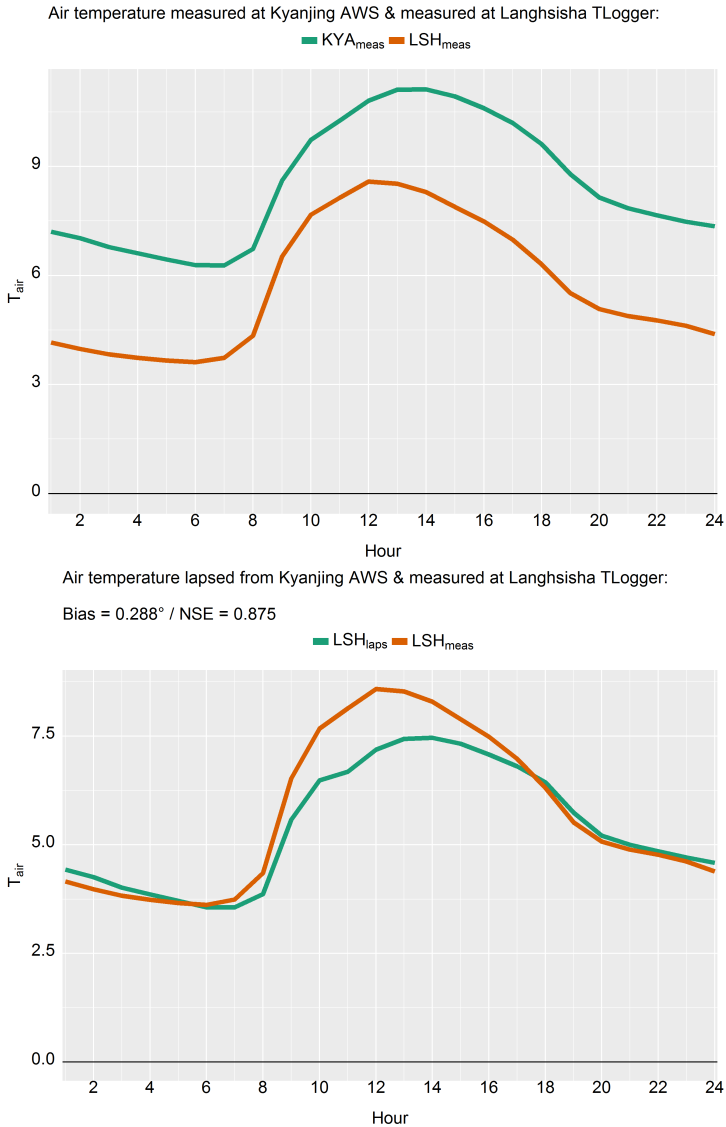 Air temperature measured at Kyanjing AWS & measured at Langhsisha TLogger:
KYAmeas LSHmeas
Tair
9
6
3
0
2 4 6 8 10 12 14 16 18 20 22 24
Hour
Air temperature lapsed from Kyanjing AWS & measured at Langhsisha TLogger:
Bias = 0.288° / NSE = 0.875
LSHlaps LSHmeas
Tair
7.5
5.0
2.5
0.0
2 4 6 8 10 12 14 16 18 20 22 24
Hour